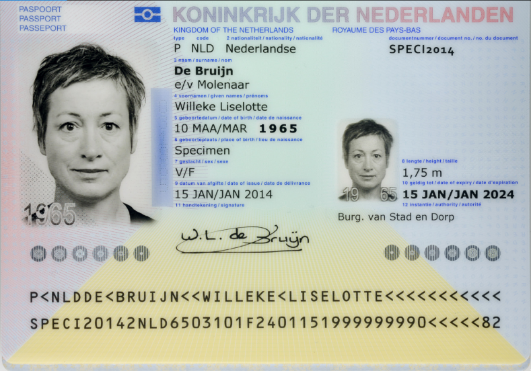 PASPOORT
PASSPORT
PASSEPORT
KONINKRIJK DER NEDERLANDEN
KINGDOM OF THE NETHERLANDS ROYAUME DES PAYS-BAS
type code nationaliteit / nationality / nationalité documentnummer / document no. / no. du document
P NLD Nederlandse SPECI2014
naam / surname / nom
De Bruijn
e/v Molenaar
voornamen / given names / prénoms
Willeke Liselotte
5 geboortedatum / date of birth / date de naissance
10 MAA/MAR 1965
6 geboorteplaats / place of birth / lieu de naissance
Specimen
7 geslacht / sex / sexe 8 lengte / height / taille
V/F 1,75 m
9 datum van afgifte / date of issue / date de délivrance 10 geldig tot / date of expiry / date d'expiration
15 JAN/JAN 2014 15 JAN/JAN 2024
11 handtekening / signature 12 instantie / authority / autorité
Burg. van Stad en Dorp
1965
W.L. de Bruijn
P<NLDDE<BRUIJN<<WILLEKE<LISELOTTE<<<<<<<<<<<
SPECI20142NLD6503101F2401151999999990<<<<<82